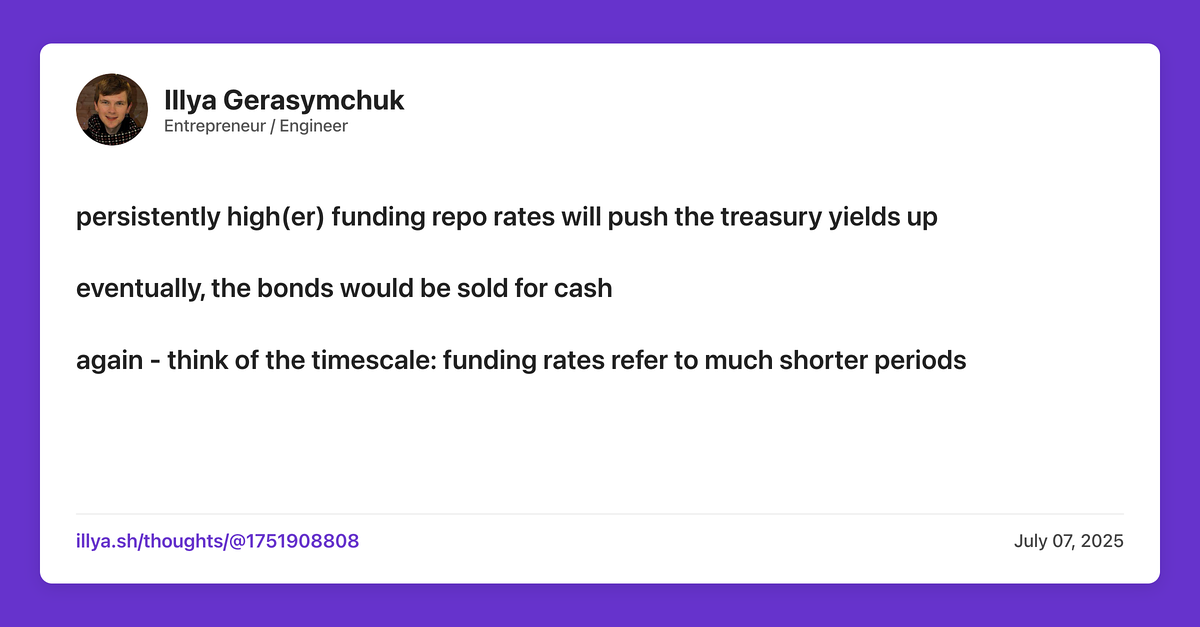 Illya Gerasymchuk
Entrepreneur / Engineer
persistently high(er) funding repo rates will push the treasury yields up
eventually, the bonds would be sold for cash
again - think of the timescale: funding rates refer to much shorter periods
illya.sh/thoughts/@1751908808
July 07, 2025